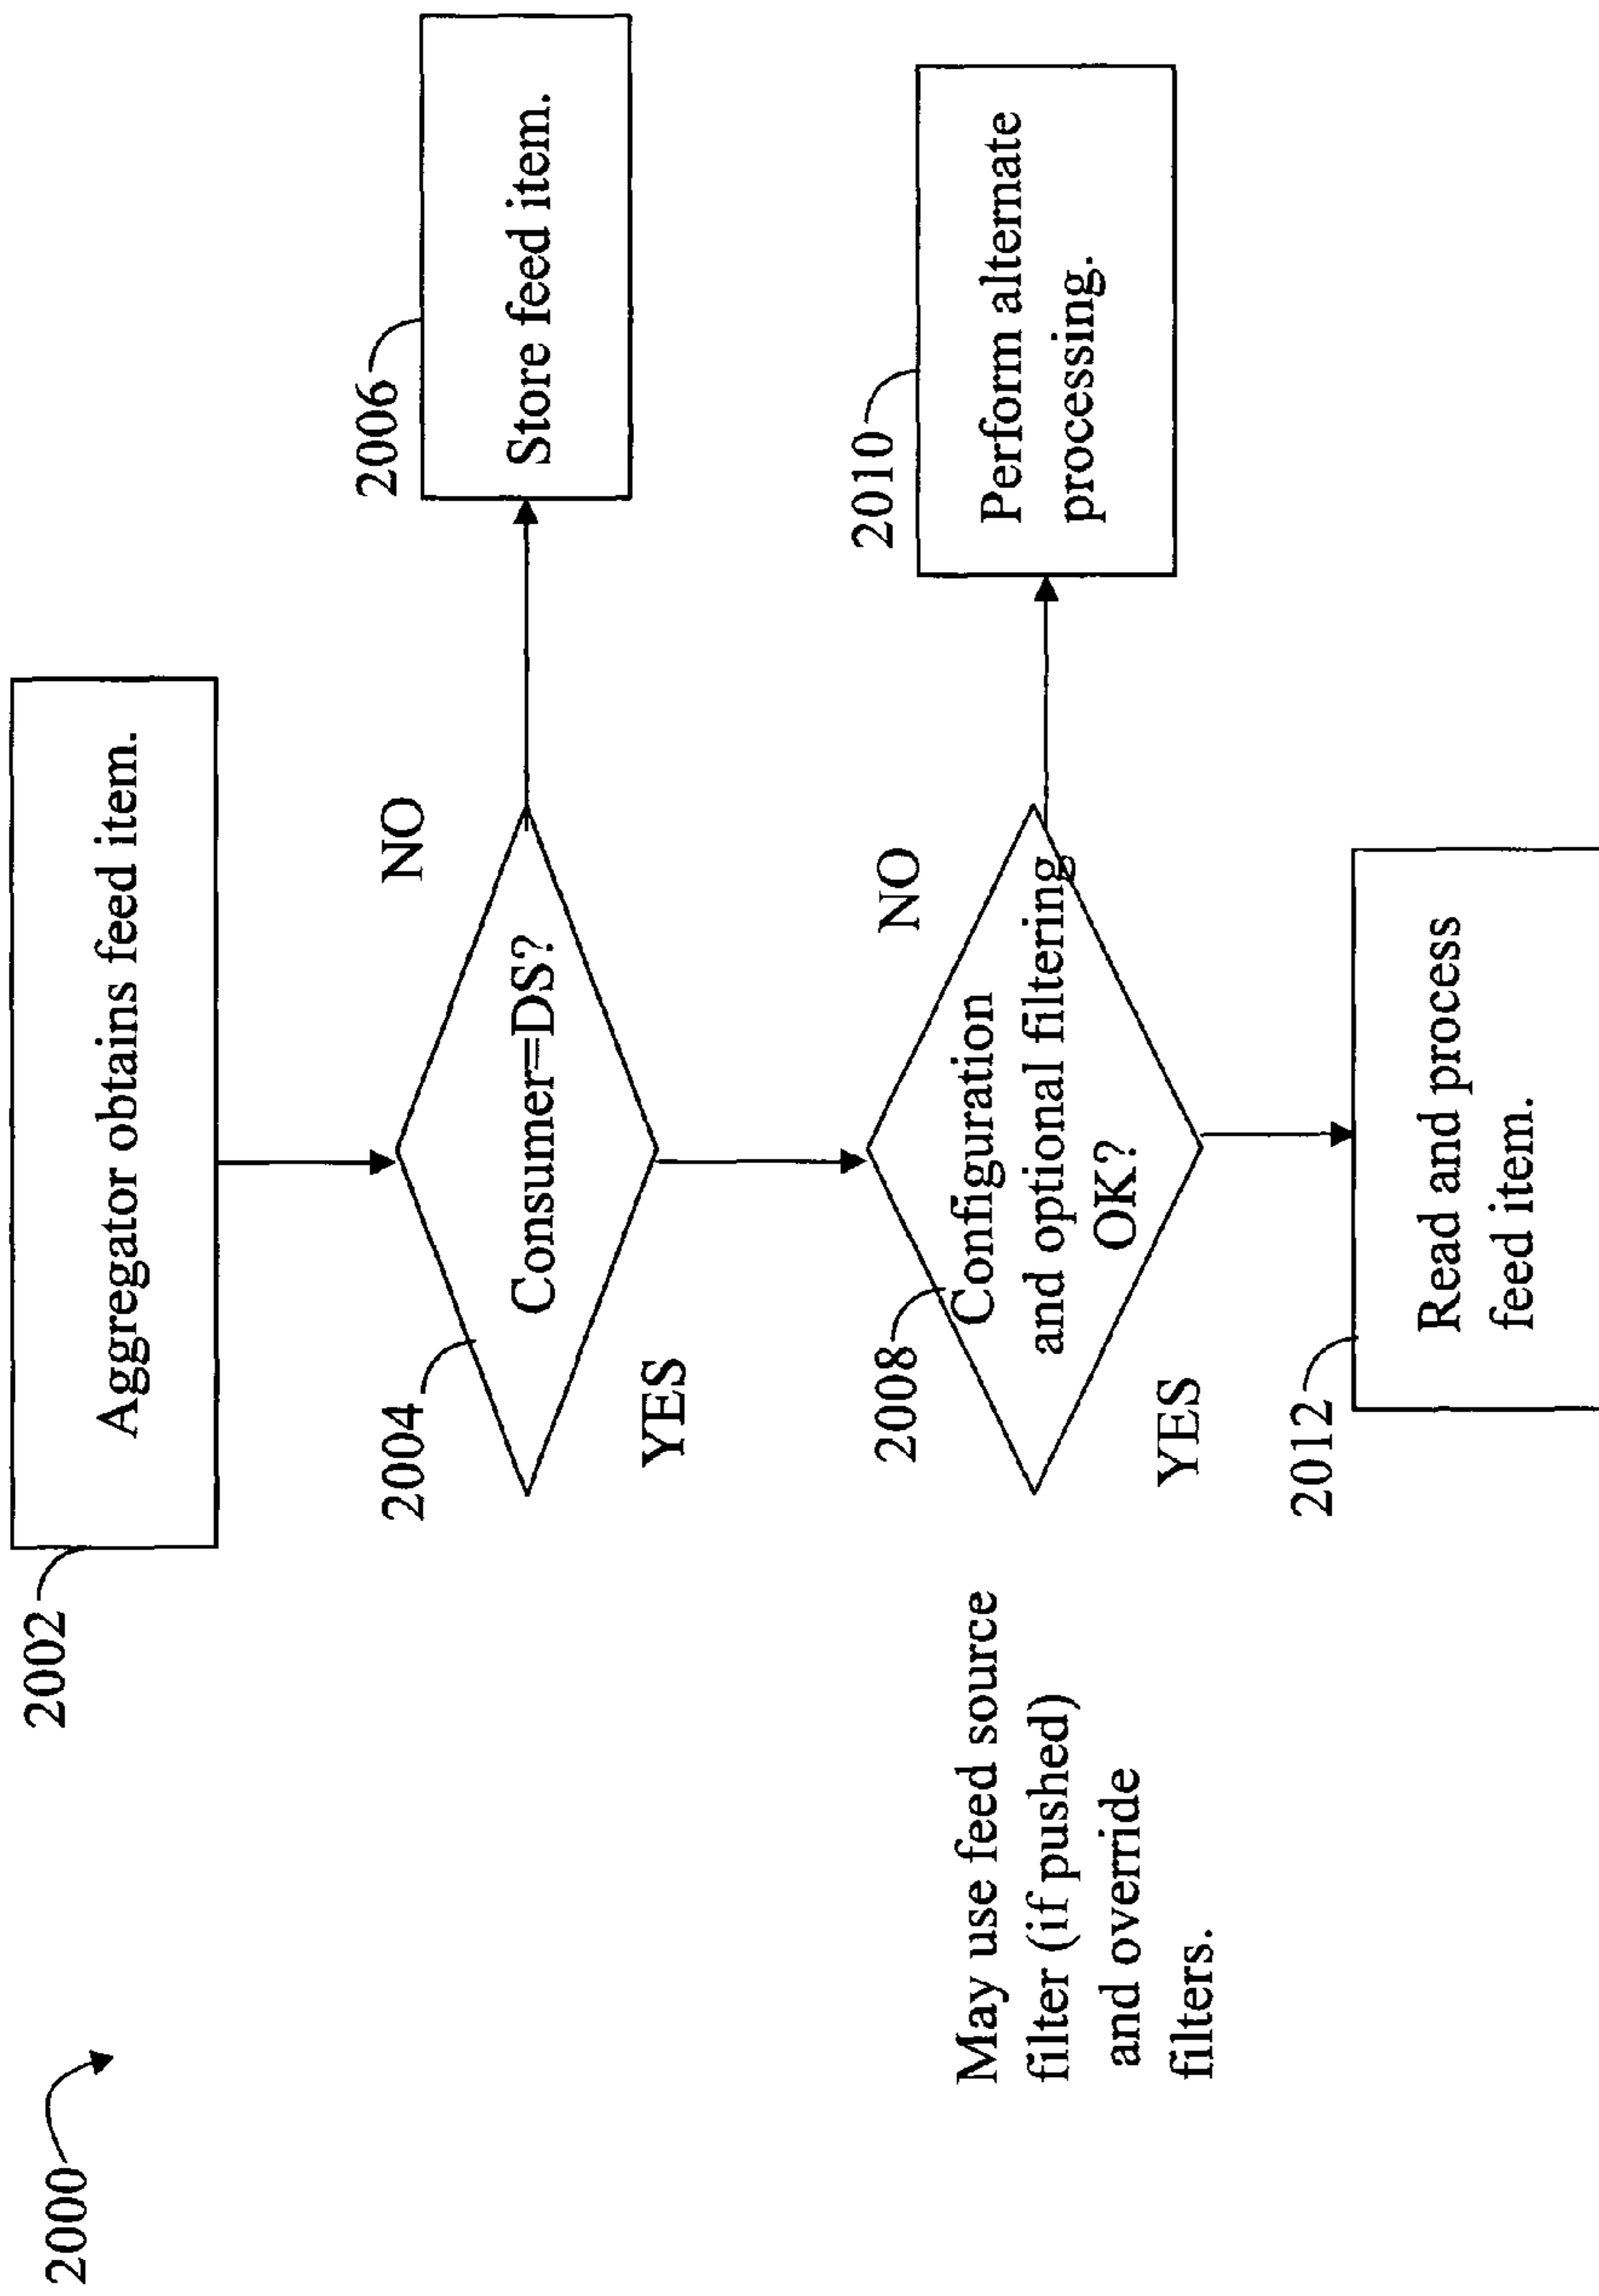 2000
2002
Aggregator obtains feed item.
2004
Consumer=DS?
NO
2006
Store feed item.
YES
May use feed source
filter (if pushed)
and override
filters.
2008
Configuration
and optional filtering
OK?
NO
2010
Perform alternate
processing.
YES
2012
Read and process
feed item.